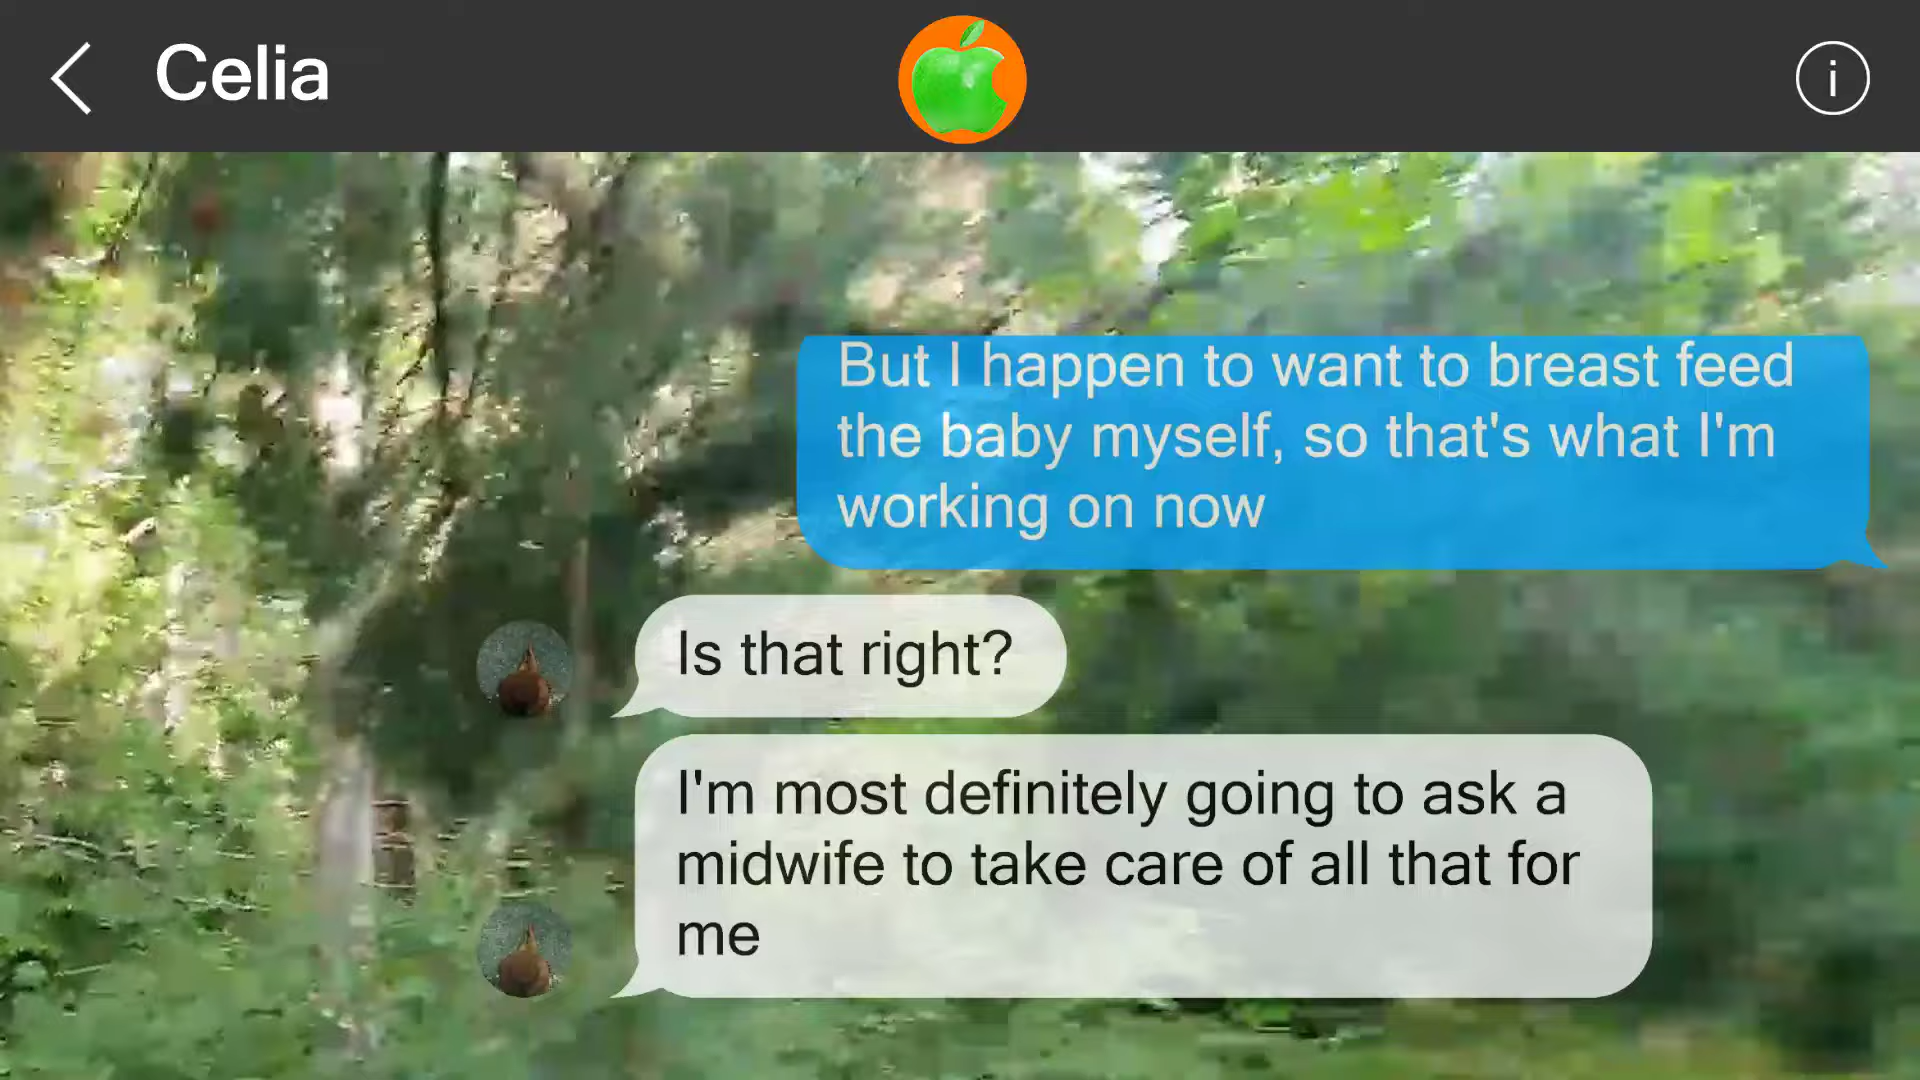 Celia
i
But I happen to want to breast feed
the baby myself, so that's what I'm
working on now
Is that right?
I'm most definitely going to ask a
midwife to take care of all that for
me